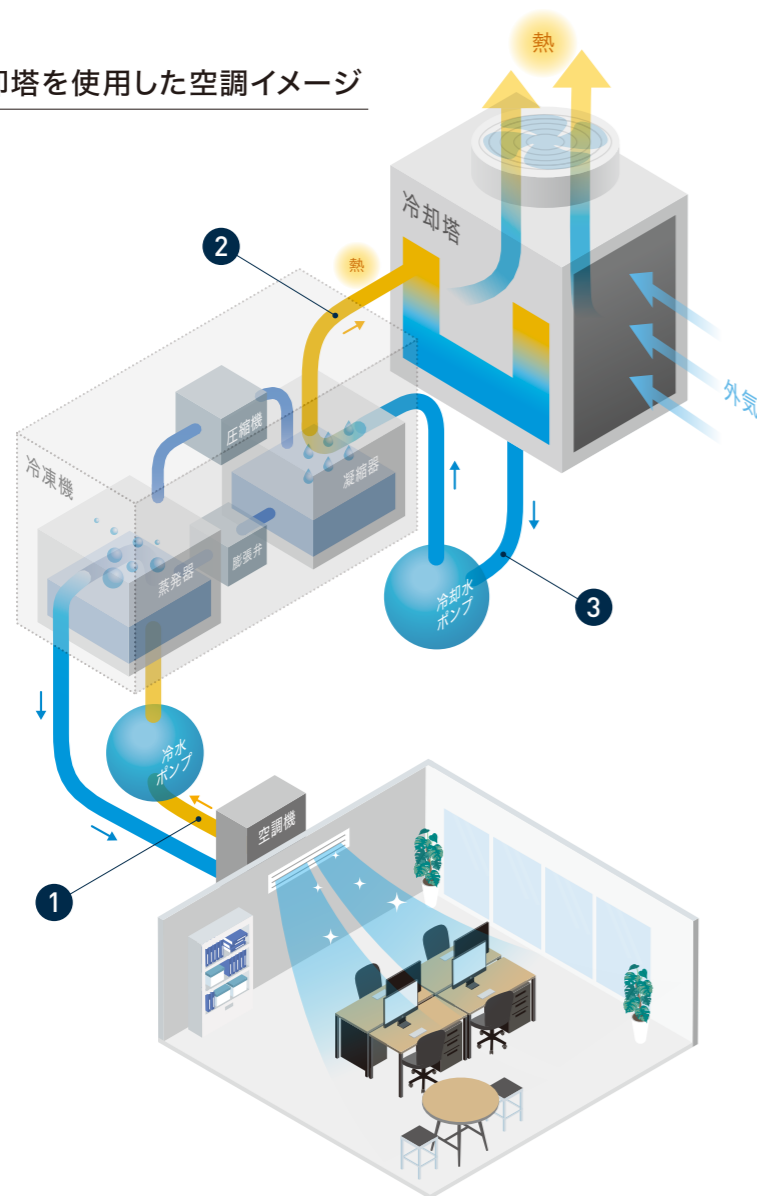 却塔を使用した空調イメージ
熱
冷却塔
2
熱
外気
圧縮機
凝縮器
冷凍機
膨張弁
蒸発器
冷却水
ポンプ
3
冷水
ポンプ
空調機
1